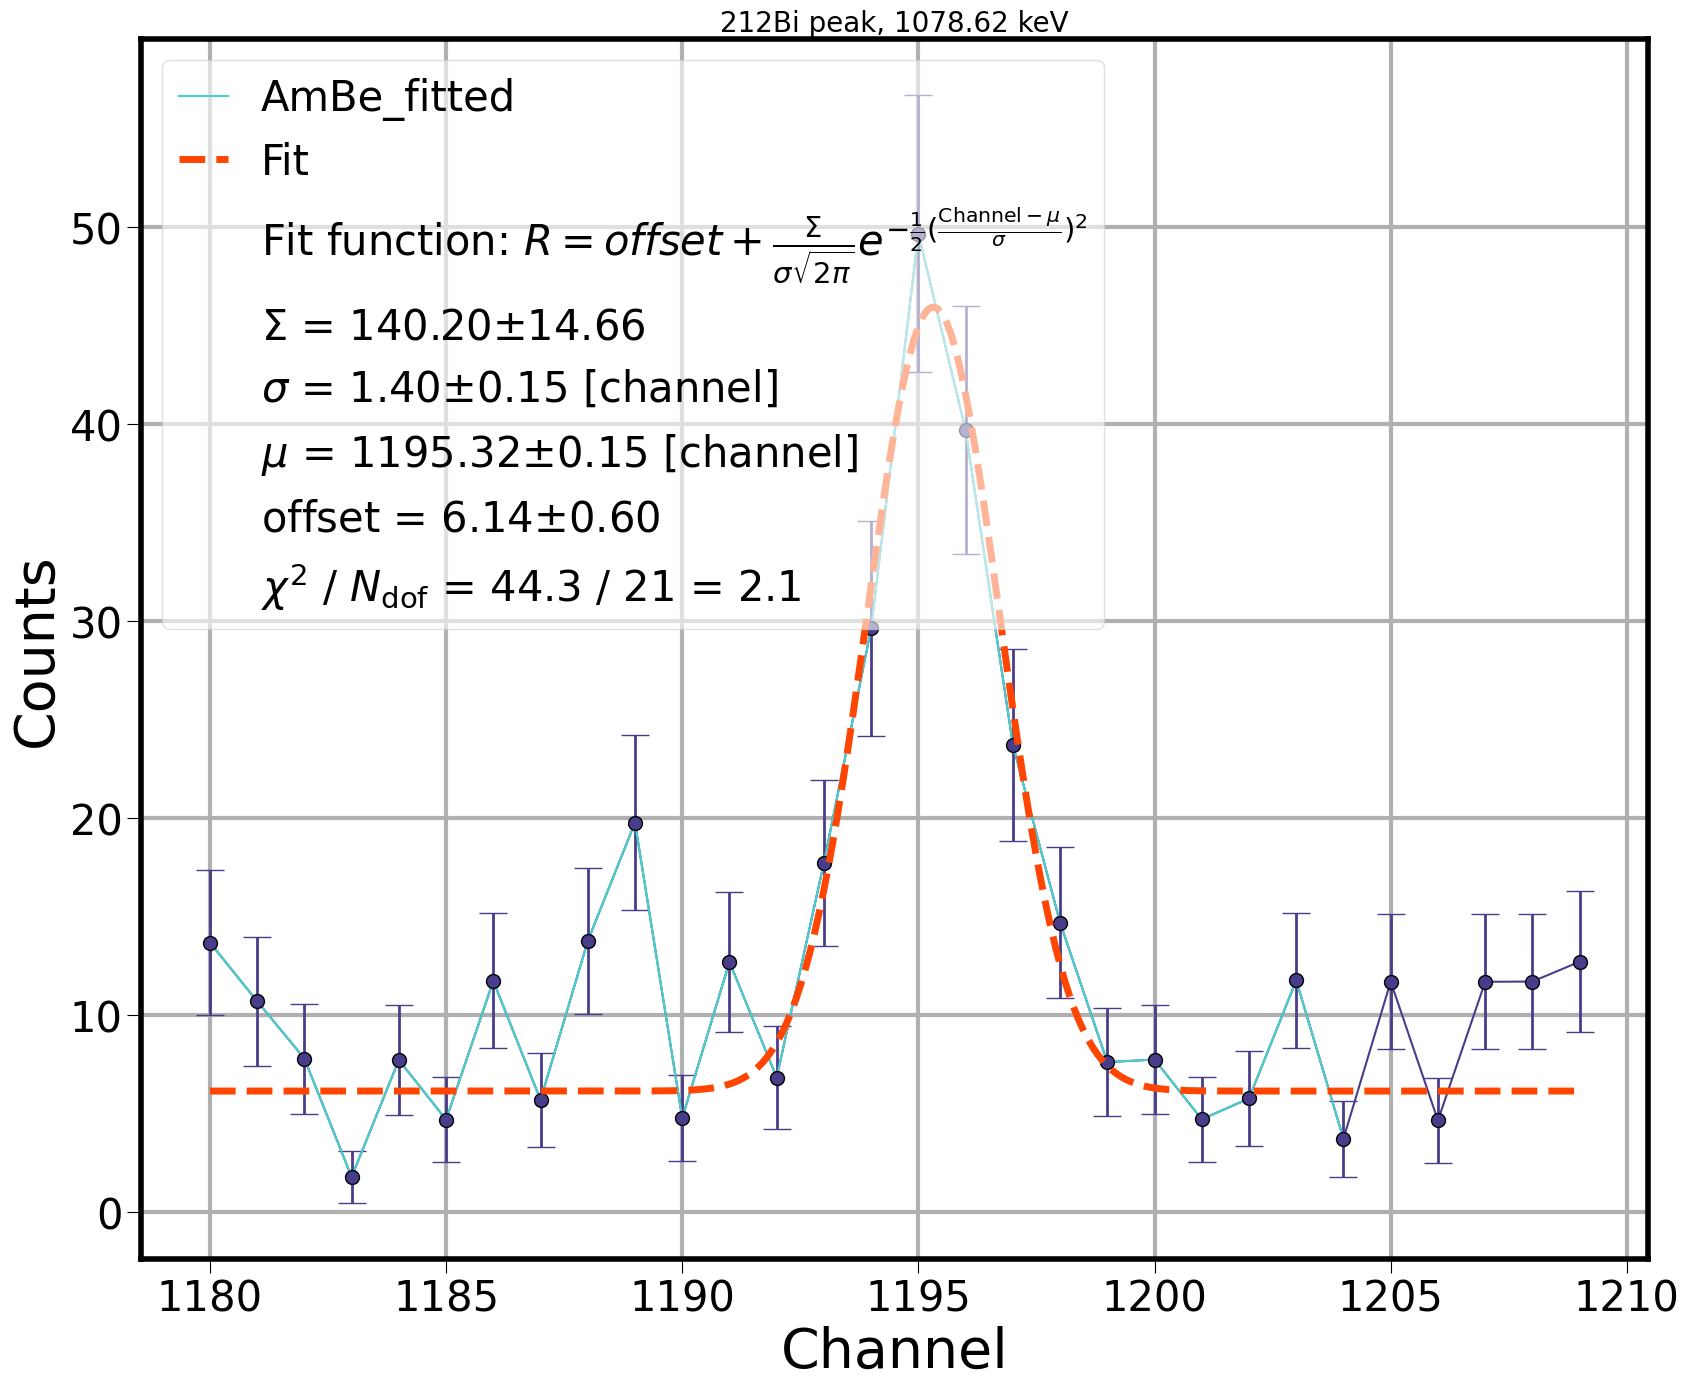 212Bi peak, 1078.62 keV
AmBe_fitted
Fit
Fit function: R = offset + Σ/(σ√2π) e^{-1/2((Channel − μ)/σ)^2}
Σ = 140.20±14.66
σ = 1.40±0.15 [channel]
μ = 1195.32±0.15 [channel]
offset = 6.14±0.60
χ² / N_dof = 44.3 / 21 = 2.1
Counts
50
40
30
20
10
0
1180 1185 1190 1195 1200 1205 1210
Channel